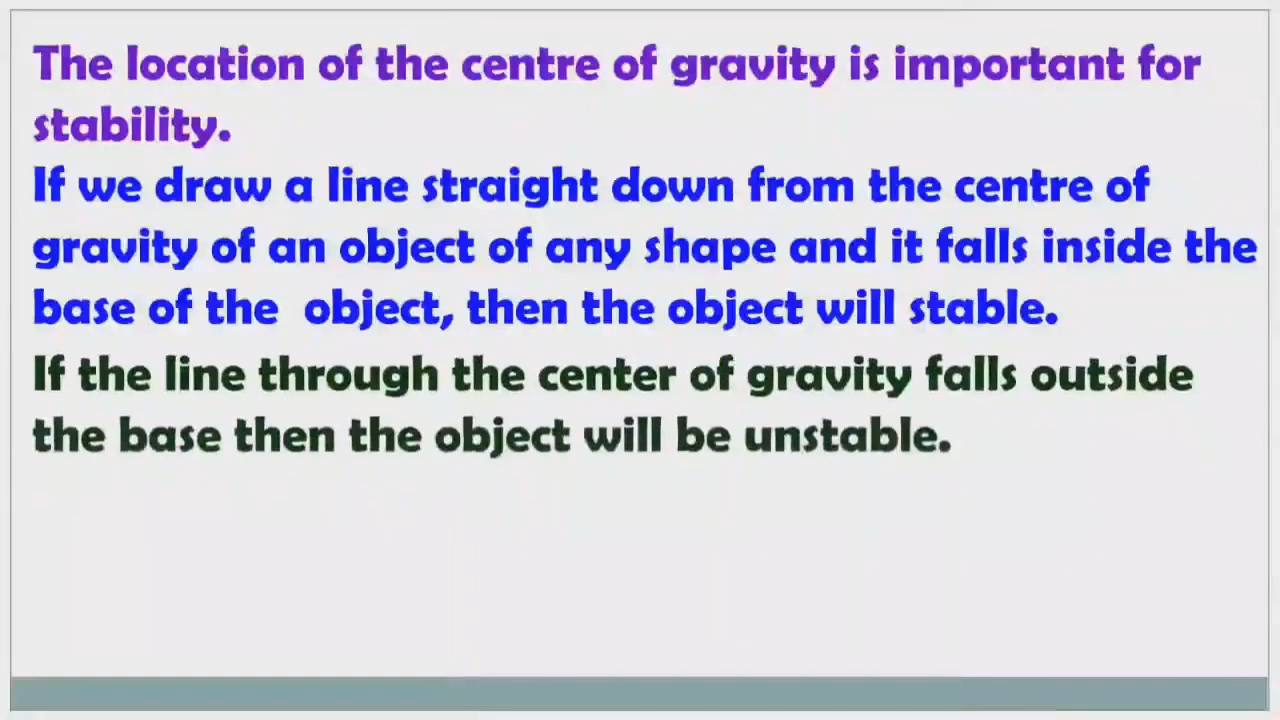 The location of the centre of gravity is important for
stability.
If we draw a line straight down from the centre of
gravity of an object of any shape and it falls inside the
base of the  object, then the object will stable.
If the line through the center of gravity falls outside
the base then the object will be unstable.